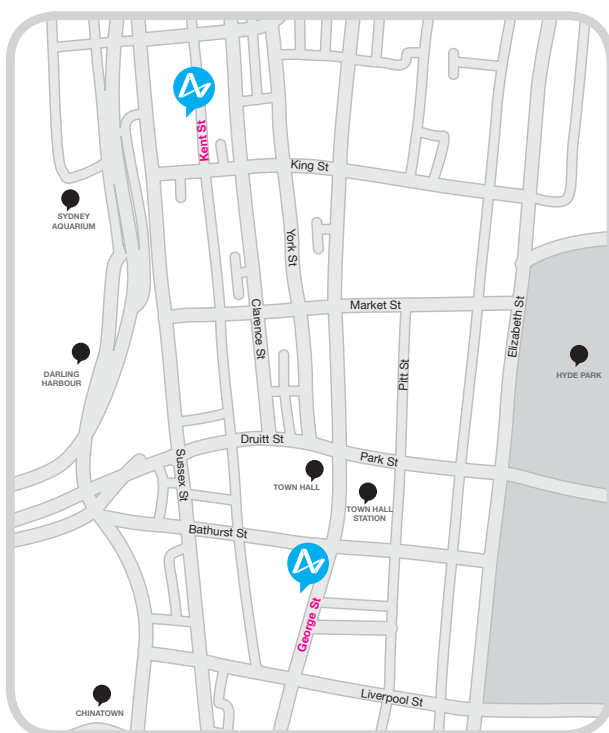 Kent St
King St
SYDNEY
AQUARIUM
York St
Clarence St
Market St
Elizabeth St
Pitt St
DARLING
HARBOUR
HYDE PARK
Druitt St
Park St
Sussex St
TOWN HALL
TOWN HALL
STATION
Bathurst St
George St
Liverpool St
CHINATOWN